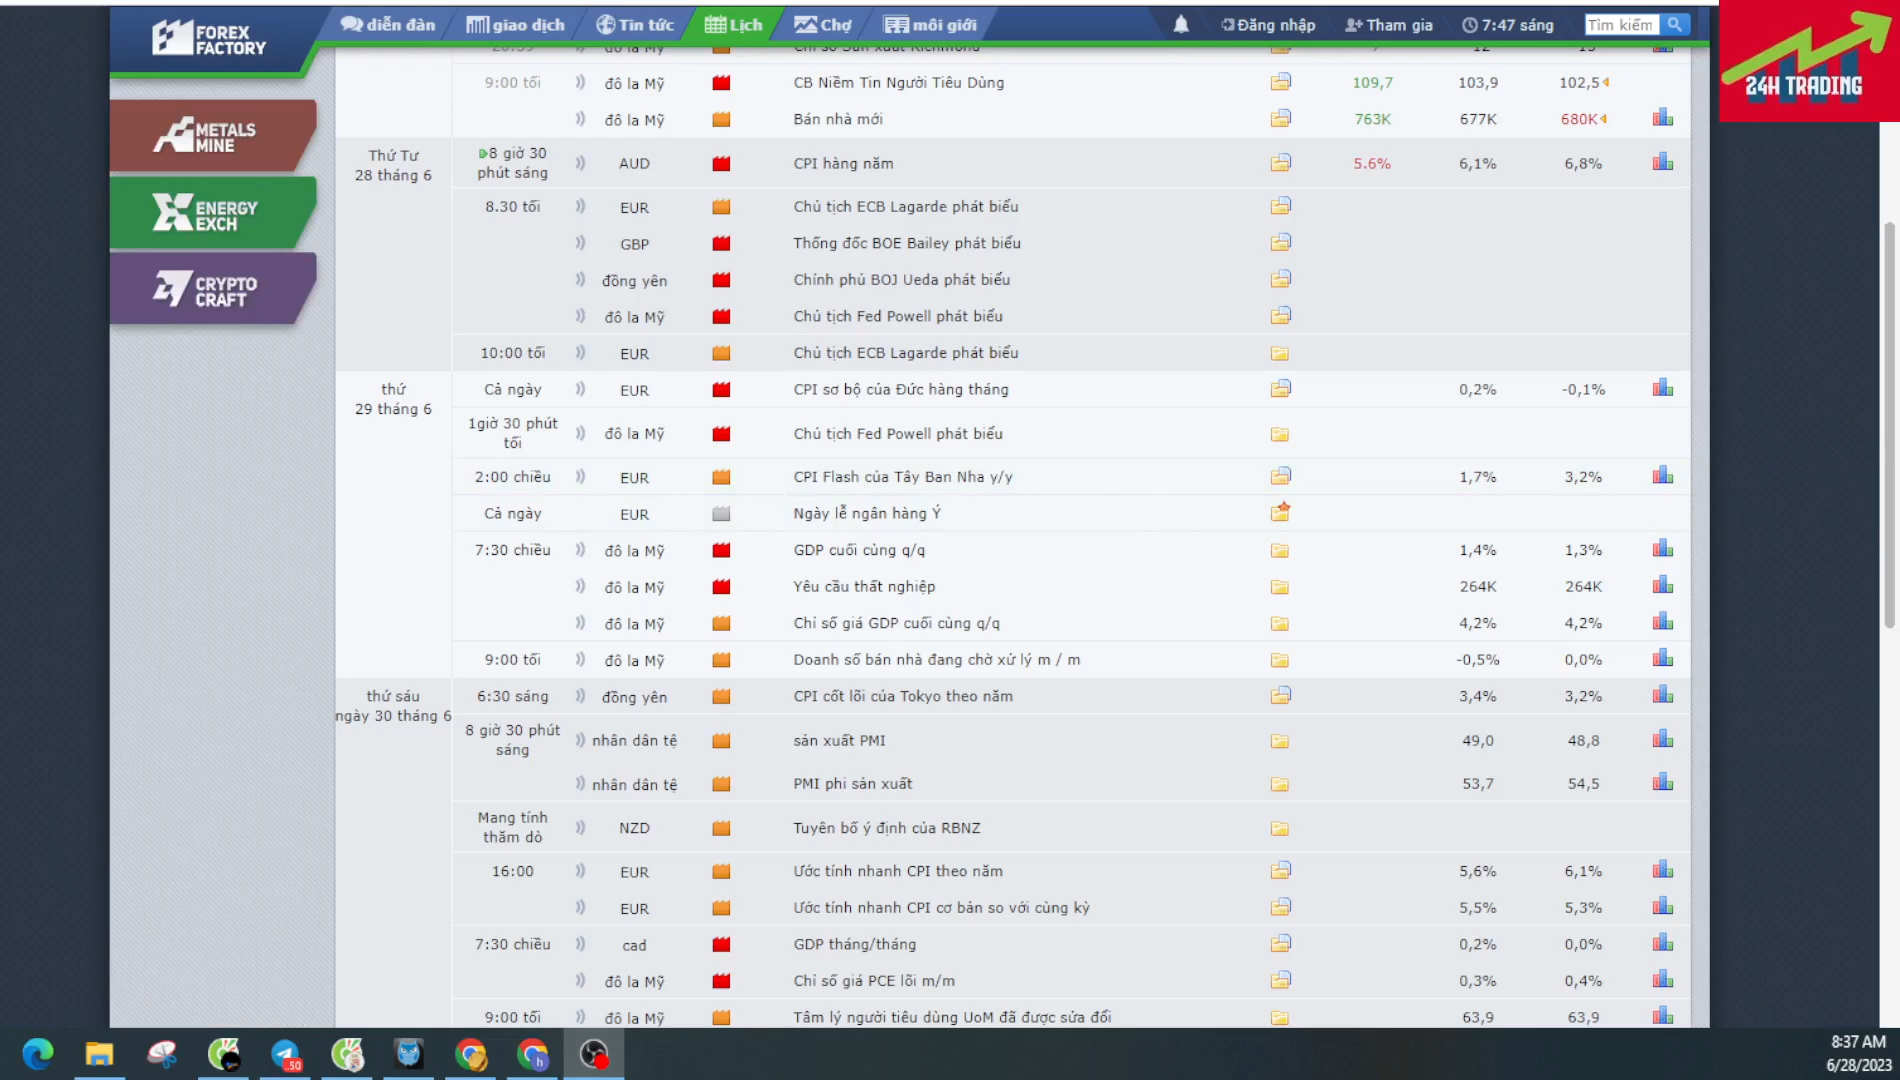 FOREX FACTORY diễn đàn giao dịch Tin tức Lịch Chợ môi giới Đăng nhập Tham gia 7:47 sáng Tìm kiếm
24H TRADING
METALS MINE
ENERGY EXCH
CRYPTO CRAFT
9:00 tối đô la Mỹ CB Niềm Tin Người Tiêu Dùng 109,7 103,9 102,5
đô la Mỹ Bán nhà mới 763K 677K 680K
Thứ Tư 28 tháng 6 8 giờ 30 phút sáng AUD CPI hàng năm 5.6% 6,1% 6,8%
8.30 tối EUR Chủ tịch ECB Lagarde phát biểu
GBP Thống đốc BOE Bailey phát biểu
đồng yên Chính phủ BOJ Ueda phát biểu
đô la Mỹ Chủ tịch Fed Powell phát biểu
10:00 tối EUR Chủ tịch ECB Lagarde phát biểu
thứ 29 tháng 6 Cả ngày EUR CPI sơ bộ của Đức hàng tháng 0,2% -0,1%
1giờ 30 phút tối đô la Mỹ Chủ tịch Fed Powell phát biểu
2:00 chiều EUR CPI Flash của Tây Ban Nha y/y 1,7% 3,2%
Cả ngày EUR Ngày lễ ngân hàng Ý
7:30 chiều đô la Mỹ GDP cuối cùng q/q 1,4% 1,3%
đô la Mỹ Yêu cầu thất nghiệp 264K 264K
đô la Mỹ Chỉ số giá GDP cuối cùng q/q 4,2% 4,2%
9:00 tối đô la Mỹ Doanh số bán nhà đang chờ xử lý m / m -0,5% 0,0%
thứ sáu ngày 30 tháng 6 6:30 sáng đồng yên CPI cốt lõi của Tokyo theo năm 3,4% 3,2%
8 giờ 30 phút sáng nhân dân tệ sản xuất PMI 49,0 48,8
nhân dân tệ PMI phi sản xuất 53,7 54,5
Mang tính thăm dò NZD Tuyên bố ý định của RBNZ
16:00 EUR Ước tính nhanh CPI theo năm 5,6% 6,1%
EUR Ước tính nhanh CPI cơ bản so với cùng kỳ 5,5% 5,3%
7:30 chiều cad GDP tháng/tháng 0,2% 0,0%
đô la Mỹ Chỉ số giá PCE lõi m/m 0,3% 0,4%
9:00 tối đô la Mỹ Tâm lý người tiêu dùng UoM đã được sửa đổi 63,9 63,9
50
h
8:37 AM
6/28/2023